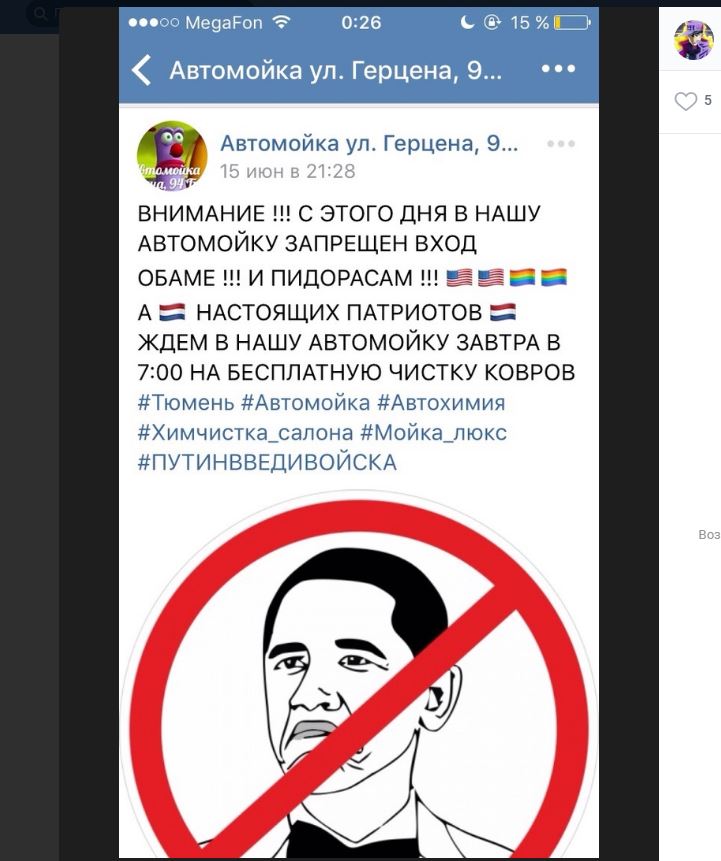 MegaFon 0:26 15 %
Автомойка ул. Герцена, 9...
Автомойка ул. Герцена, 9...
15 июн в 21:28
ВНИМАНИЕ !!! С ЭТОГО ДНЯ В НАШУ
АВТОМОЙКУ ЗАПРЕЩЕН ВХОД
ОБАМЕ !!! И ПИДОРАСАМ !!! 🇺🇸🇺🇸🏳️‍🌈🏳️‍🌈
А 🇳🇱 НАСТОЯЩИХ ПАТРИОТОВ 🇳🇱
ЖДЕМ В НАШУ АВТОМОЙКУ ЗАВТРА В
7:00 НА БЕСПЛАТНУЮ ЧИСТКУ КОВРОВ
#Тюмень #Автомойка #Автохимия
#Химчистка_салона #Мойка_люкс
#ПУТИНВВЕДИВОЙСКА
5
Воз